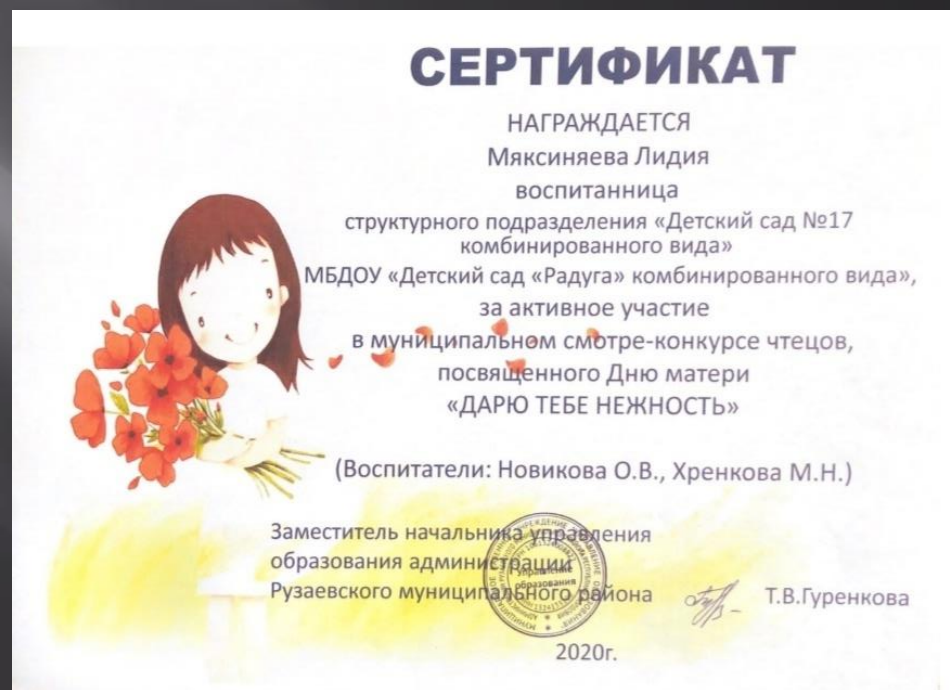 СЕРТИФИКАТ
НАГРАЖДАЕТСЯ
Мяксиняева Лидия
воспитанница
структурного подразделения «Детский сад №17
комбинированного вида»
МБДОУ «Детский сад «Радуга» комбинированного вида»,
за активное участие
в муниципальном смотре-конкурсе чтецов,
посвященного Дню матери
«ДАРЮ ТЕБЕ НЕЖНОСТЬ»
(Воспитатели: Новикова О.В., Хренкова М.Н.)
Заместитель начальника управления
образования администрации
Рузаевского муниципального района
Т.В.Гуренкова
Управление
образования
2020г.